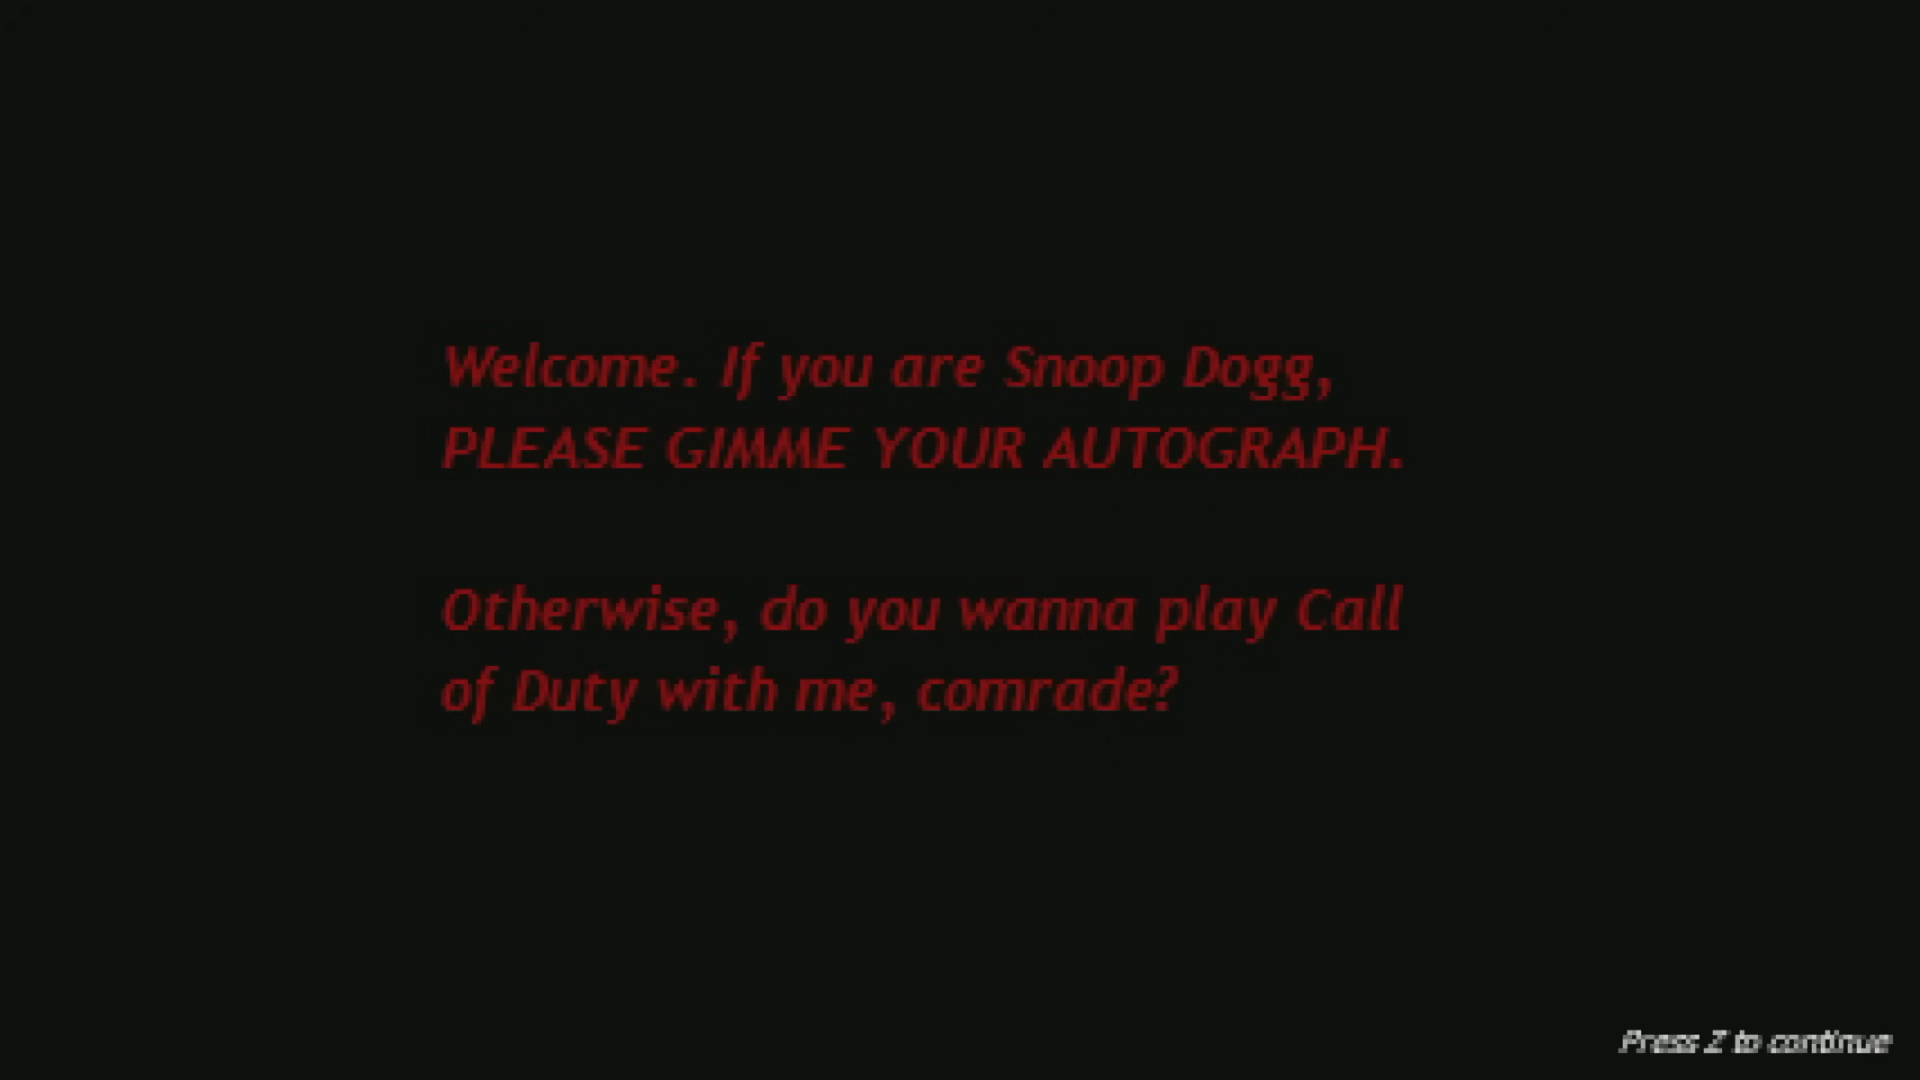 Welcome. If you are Snoop Dogg,
PLEASE GIMME YOUR AUTOGRAPH.
Otherwise, do you wanna play Call
of Duty with me, comrade?
Press Z to continue